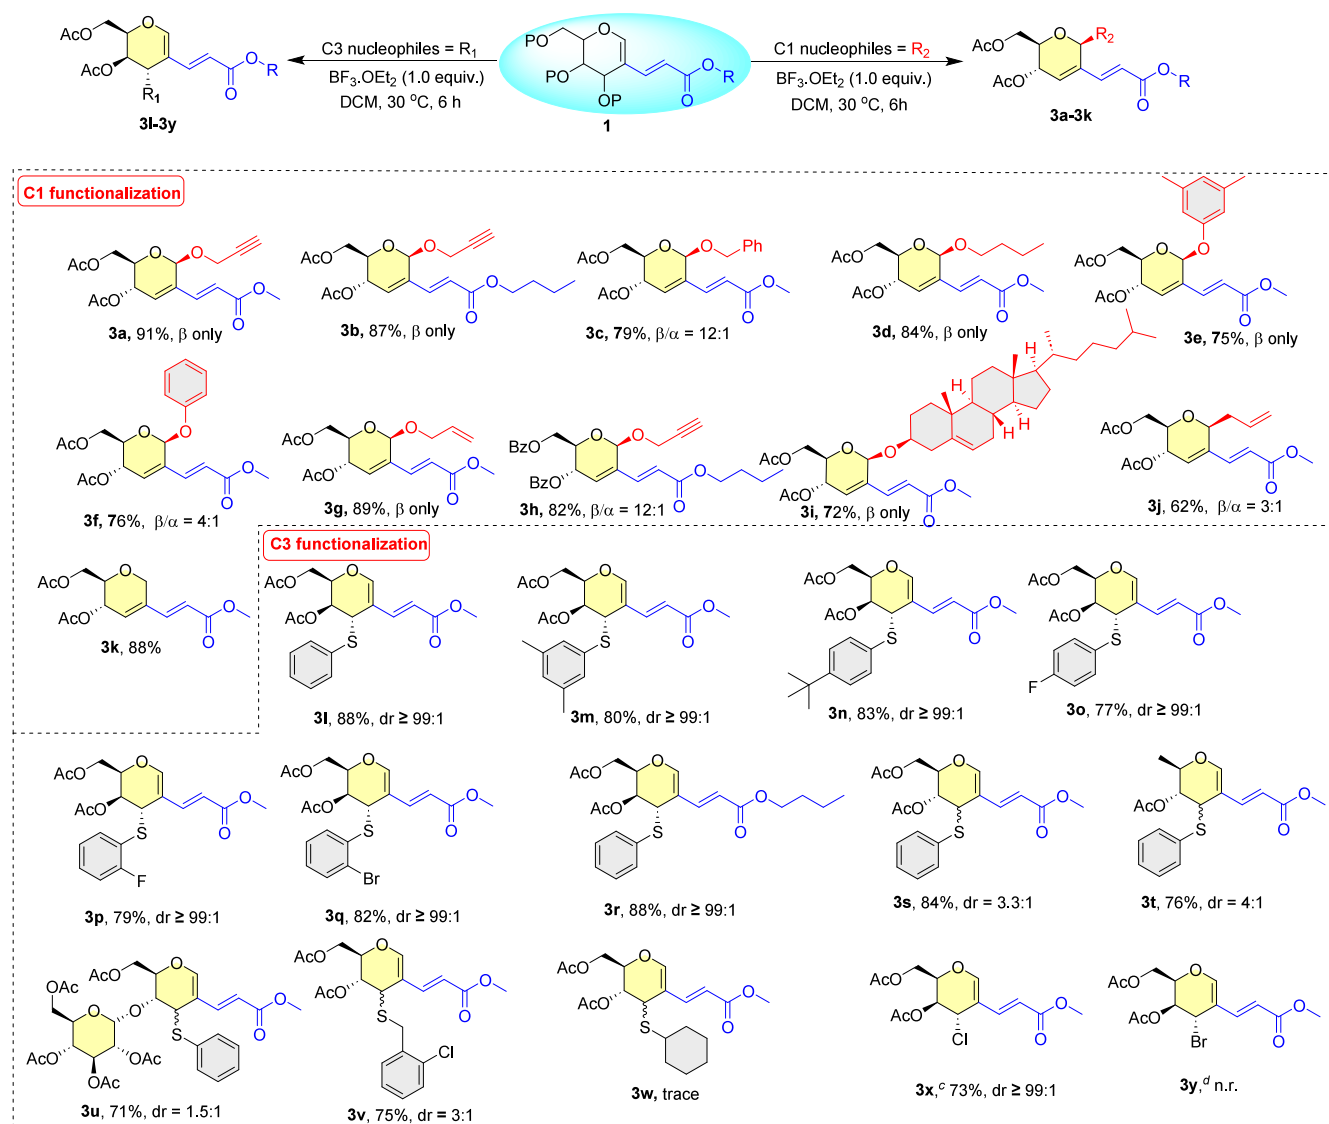 C3 nucleophiles = R1
BF3.OEt2 (1.0 equiv.)
DCM, 30 °C, 6 h
3l-3y
1
C1 nucleophiles = R2
BF3.OEt2 (1.0 equiv.)
DCM, 30 °C, 6h
3a-3k
C1 functionalization
3a, 91%, β only
3b, 87%, β only
3c, 79%, β/α = 12:1
3d, 84%, β only
3e, 75%, β only
3f, 76%, β/α = 4:1
3g, 89%, β only
3h, 82%, β/α = 12:1
3i, 72%, β only
3j, 62%, β/α = 3:1
C3 functionalization
3k, 88%
3l, 88%, dr ≥ 99:1
3m, 80%, dr ≥ 99:1
3n, 83%, dr ≥ 99:1
3o, 77%, dr ≥ 99:1
3p, 79%, dr ≥ 99:1
3q, 82%, dr ≥ 99:1
3r, 88%, dr ≥ 99:1
3s, 84%, dr = 3.3:1
3t, 76%, dr = 4:1
3u, 71%, dr = 1.5:1
3v, 75%, dr = 3:1
3w, trace
3x,c 73%, dr ≥ 99:1
3y,d n.r.